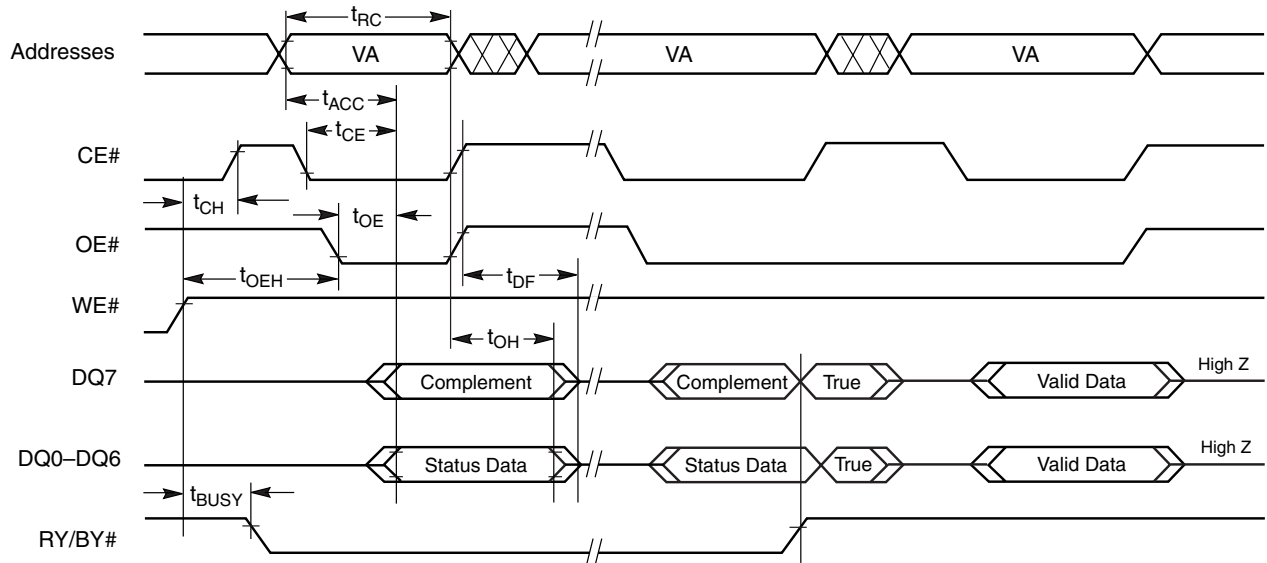 tRC
Addresses VA VA VA
tACC
tCE
CE#
tCH tOE
OE#
tOEH tDF
WE#
tOH
DQ7 Complement Complement True Valid Data High Z
DQ0–DQ6 Status Data Status Data True Valid Data High Z
tBUSY
RY/BY#